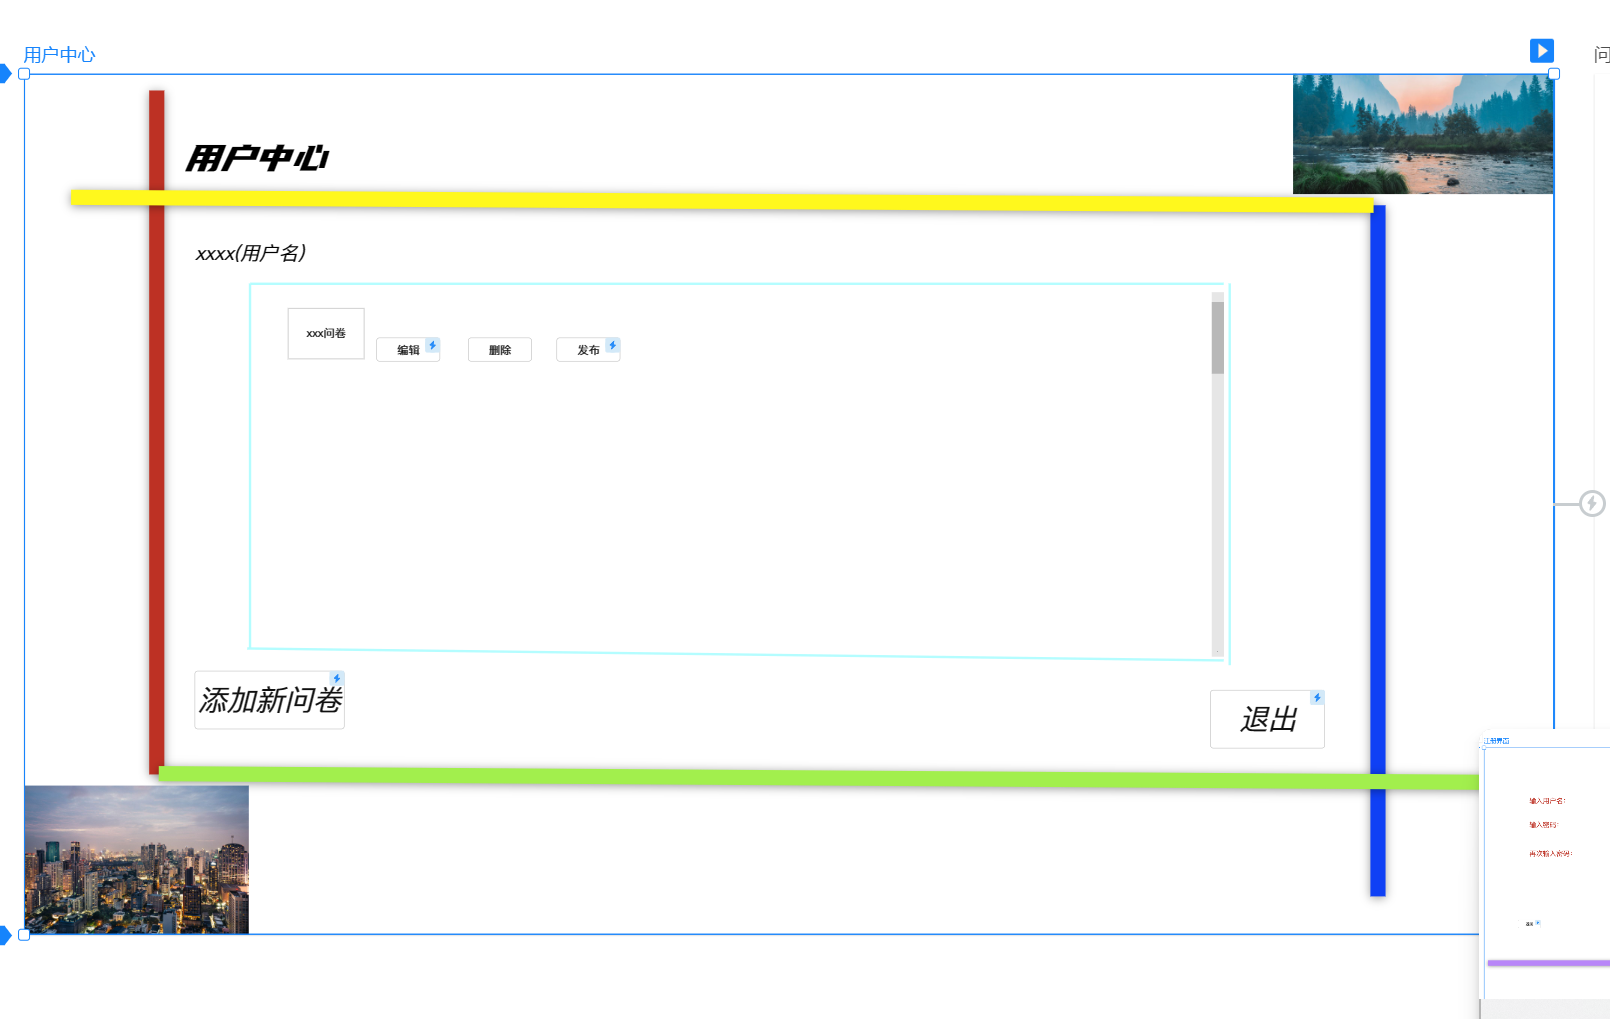 用户中心
问
用户中心
xxxx(用户名)
xxx问卷
编辑
删除
发布
添加新问卷
退出
注册界面
输入用户名：
输入密码：
再次输入密码：